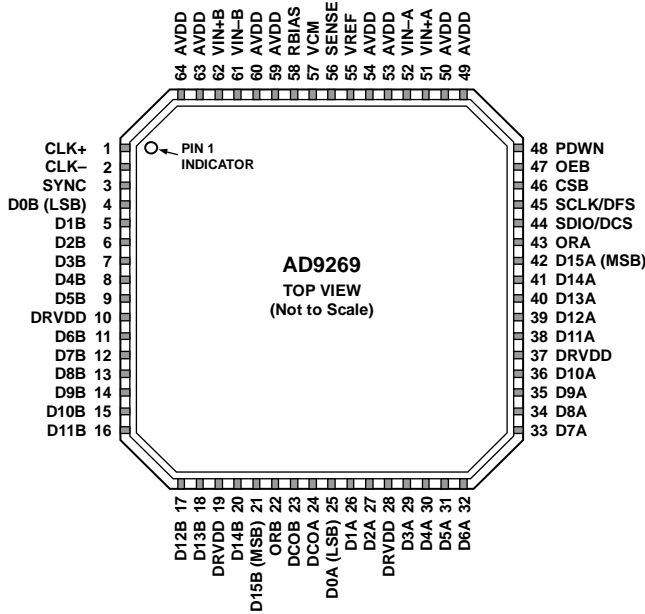 64 AVDD
63 AVDD
62 VIN+B
61 VIN–B
60 AVDD
59 AVDD
58 RBIAS
57 VCM
56 SENSE
55 VREF
54 AVDD
53 AVDD
52 VIN–A
51 VIN+A
50 AVDD
49 AVDD
CLK+ 1
CLK– 2
SYNC 3
D0B (LSB) 4
D1B 5
D2B 6
D3B 7
D4B 8
D5B 9
DRVDD 10
D6B 11
D7B 12
D8B 13
D9B 14
D10B 15
D11B 16
PIN 1
INDICATOR
AD9269
TOP VIEW
(Not to Scale)
48 PDWN
47 OEB
46 CSB
45 SCLK/DFS
44 SDIO/DCS
43 ORA
42 D15A (MSB)
41 D14A
40 D13A
39 D12A
38 D11A
37 DRVDD
36 D10A
35 D9A
34 D8A
33 D7A
D12B 17
D13B 18
DRVDD 19
D14B 20
D15B (MSB) 21
ORB 22
DCOB 23
DCOA 24
D0A (LSB) 25
D1A 26
D2A 27
DRVDD 28
D3A 29
D4A 30
D5A 31
D6A 32